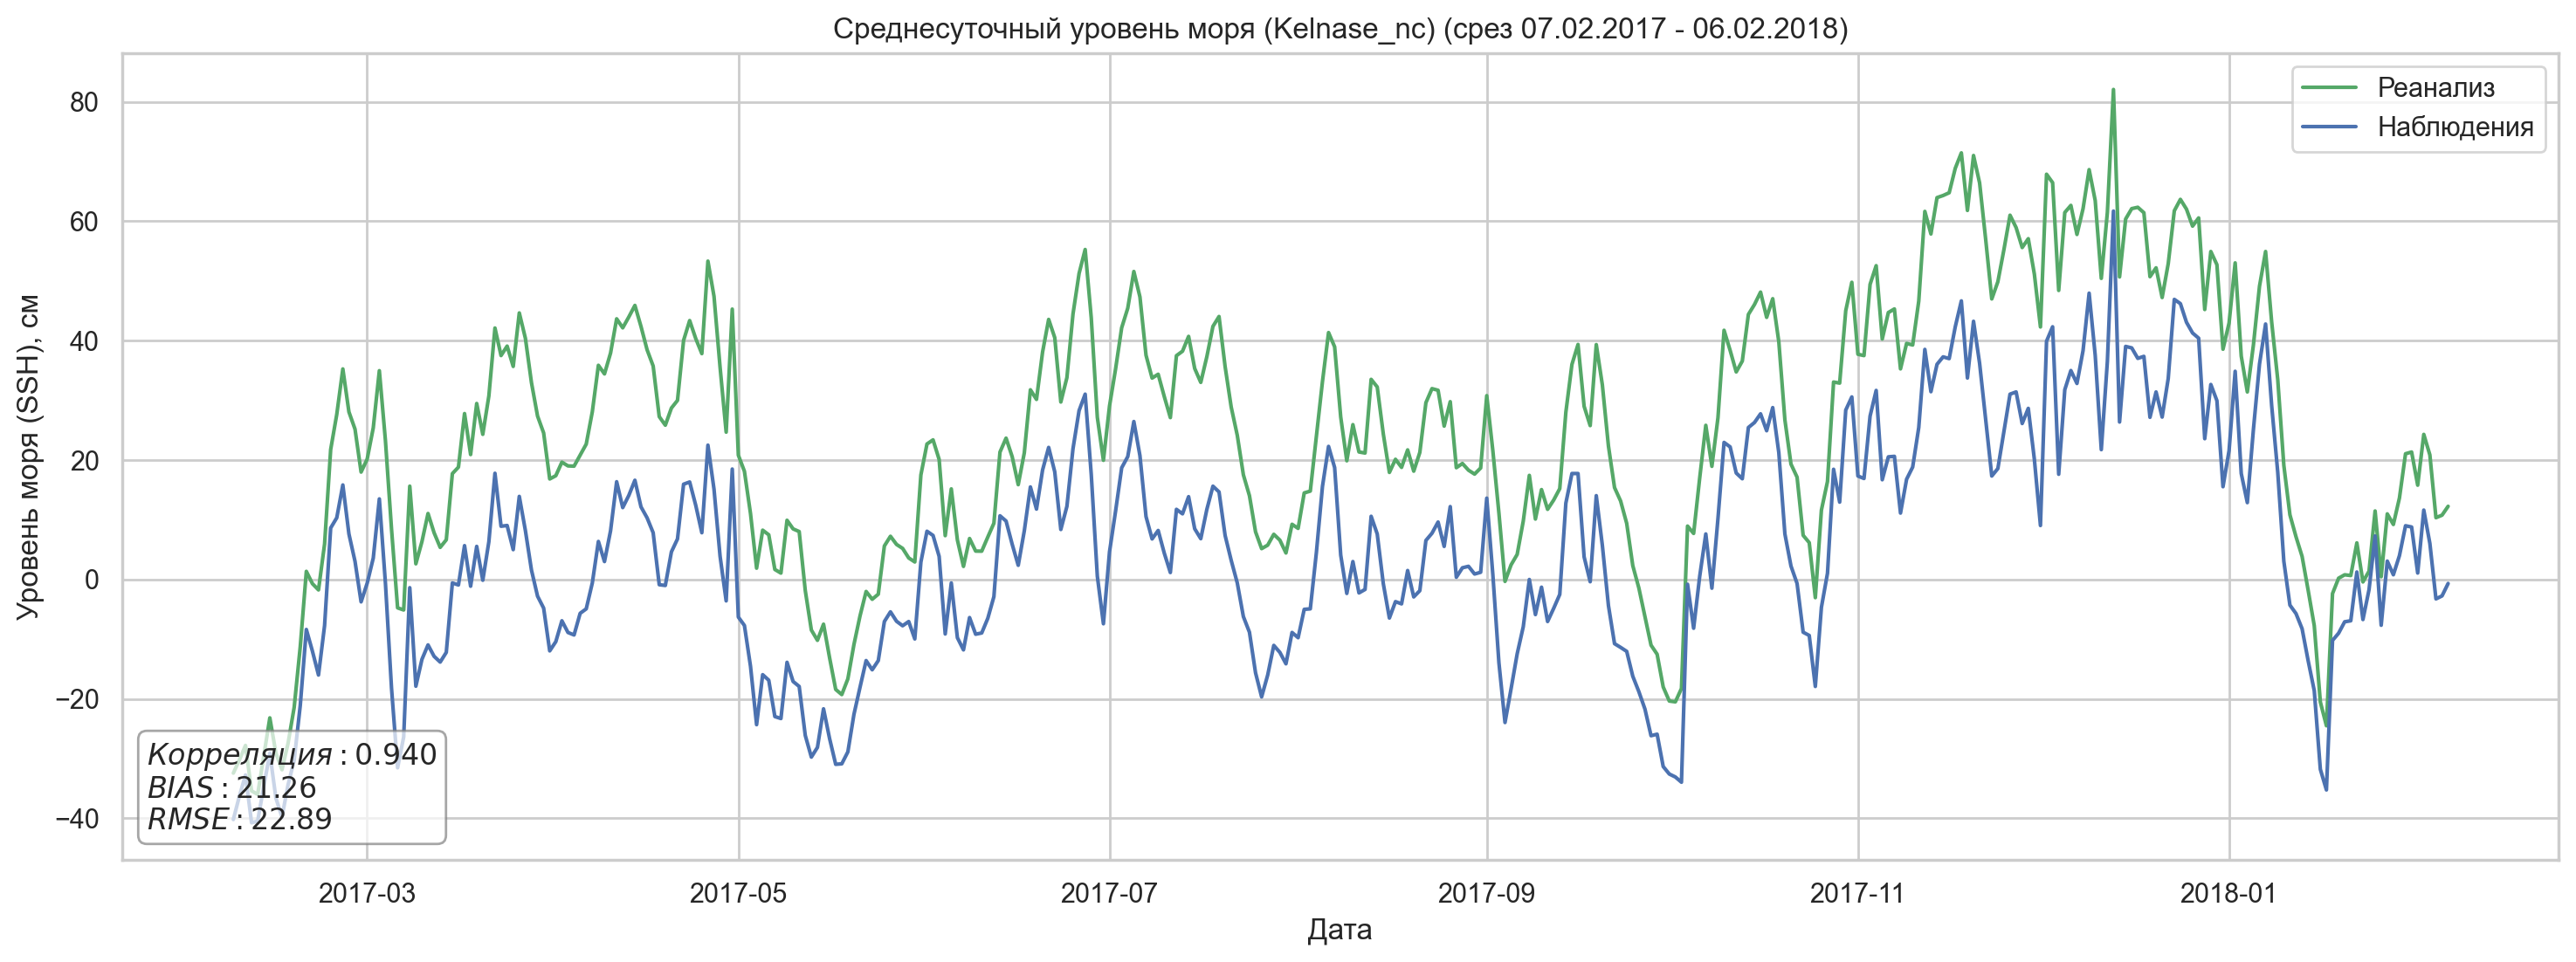 Среднесуточный уровень моря (Kelnase_nc) (срез 07.02.2017 - 06.02.2018)
Реанализ
Наблюдения
80
60
40
20
0
−20
−40
Уровень моря (SSH), см
Корреляция : 0.940
BIAS : 21.26
RMSE : 22.89
2017-03 2017-05 2017-07 2017-09 2017-11 2018-01
Дата